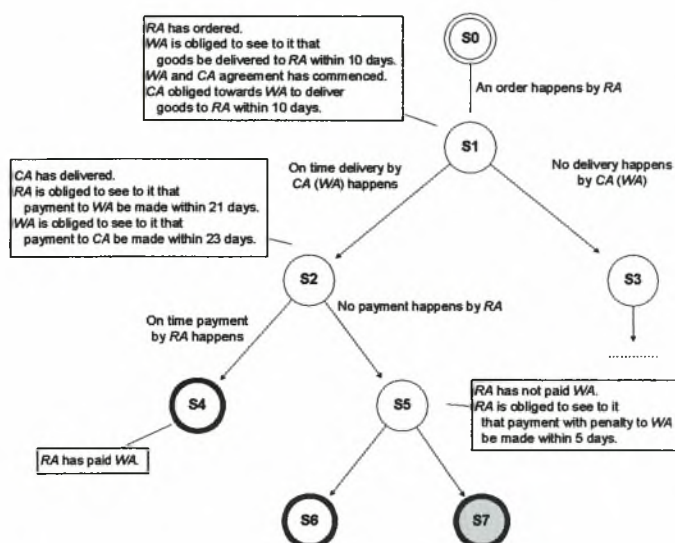 S0
RA has ordered.
WA is obliged to see to it that
goods be delivered to RA within 10 days.
WA and CA agreement has commenced.
CA obliged towards WA to deliver
goods to RA within 10 days.
An order happens by RA
S1
On time delivery by
CA (WA) happens
No delivery happens
by CA (WA)
CA has delivered.
RA is obliged to see to it that
payment to WA be made within 21 days.
WA is obliged to see to it that
payment to CA be made within 23 days.
S2
S3
On time payment
by RA happens
No payment happens by RA
S4
S5
RA has not paid WA.
RA is obliged to see to it
that payment with penalty to WA
be made within 5 days.
RA has paid WA.
S6
S7